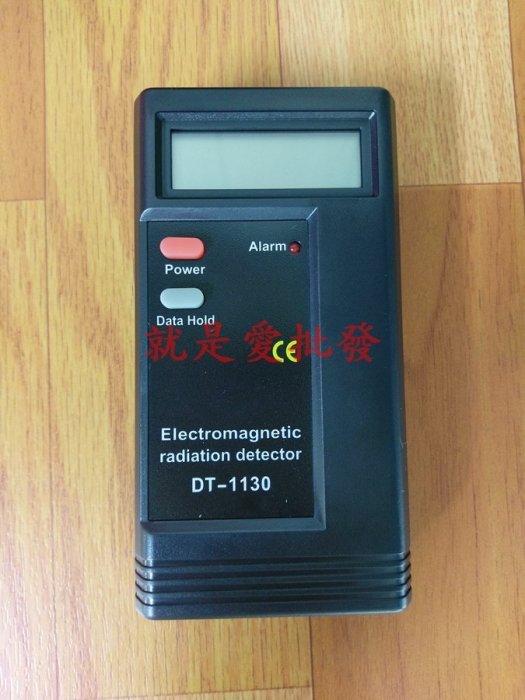 Alarm
Power
Data Hold
就是愛批發
CE
Electromagnetic
radiation detector
DT-1130